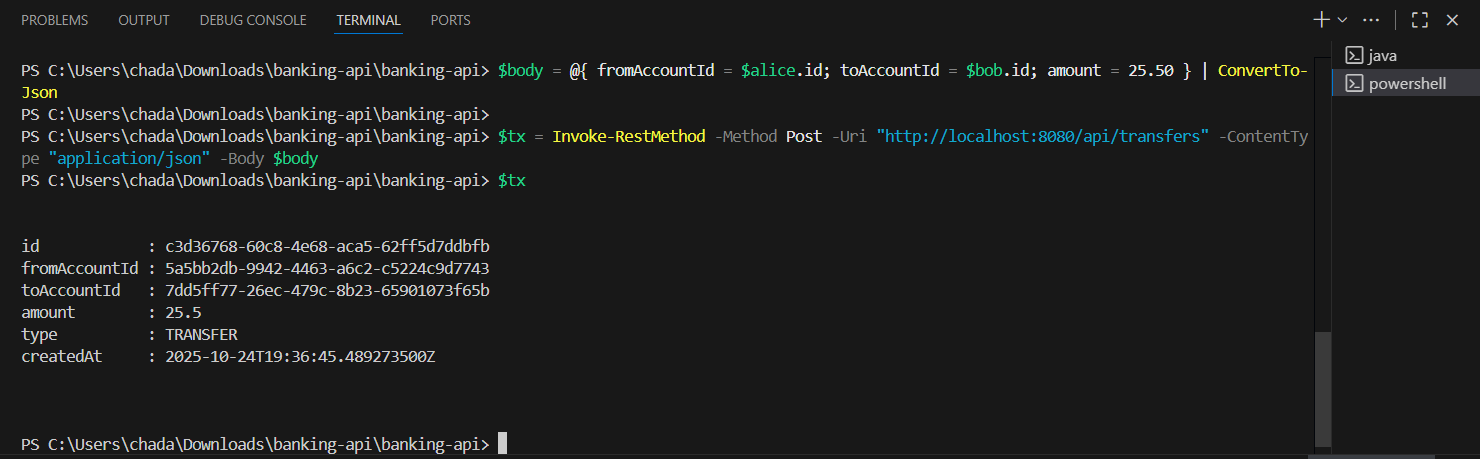 PROBLEMS OUTPUT DEBUG CONSOLE TERMINAL PORTS
java
powershell
PS C:\Users\chada\Downloads\banking-api\banking-api> $body = @{ fromAccountId = $alice.id; toAccountId = $bob.id; amount = 25.50 } | ConvertTo-
Json
PS C:\Users\chada\Downloads\banking-api\banking-api>
PS C:\Users\chada\Downloads\banking-api\banking-api> $tx = Invoke-RestMethod -Method Post -Uri "http://localhost:8080/api/transfers" -ContentTy
pe "application/json" -Body $body
PS C:\Users\chada\Downloads\banking-api\banking-api> $tx
id : c3d36768-60c8-4e68-aca5-62ff5d7ddbfb
fromAccountId : 5a5bb2db-9942-4463-a6c2-c5224c9d7743
toAccountId : 7dd5ff77-26ec-479c-8b23-65901073f65b
amount : 25.5
type : TRANSFER
createdAt : 2025-10-24T19:36:45.489273500Z
PS C:\Users\chada\Downloads\banking-api\banking-api>